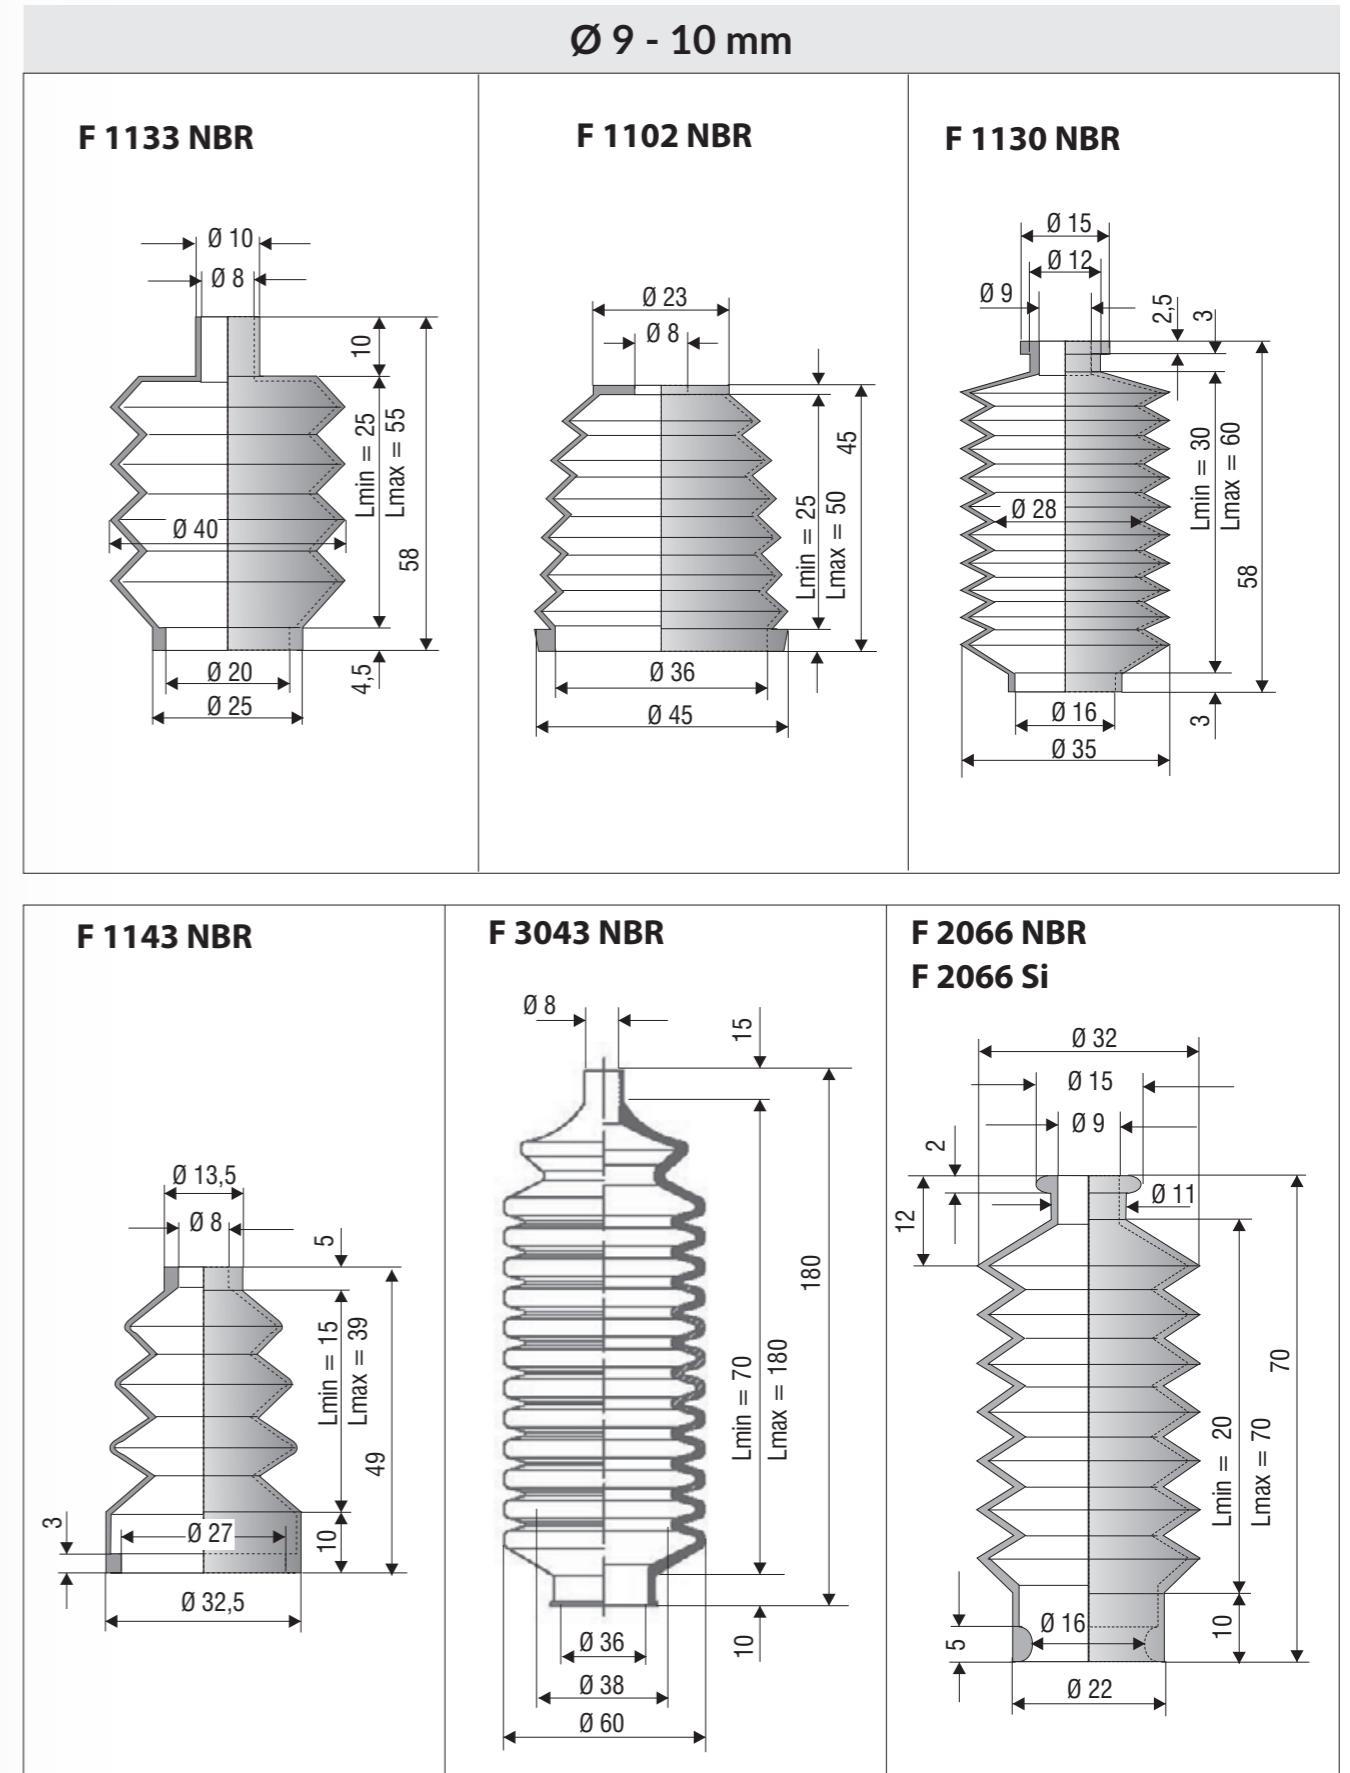 Ø 9 - 10 mm
F 1133 NBR
Ø 10
Ø 8
10
Lmin = 25
Lmax = 55
58
Ø 40
Ø 20
Ø 25
4,5
F 1102 NBR
Ø 23
Ø 8
45
Lmin = 25
Lmax = 50
Ø 36
Ø 45
F 1130 NBR
Ø 15
Ø 12
Ø 9
2,5
3
Lmin = 30
Lmax = 60
Ø 28
58
Ø 16
3
Ø 35
F 1143 NBR
Ø 13,5
Ø 8
5
Lmin = 15
Lmax = 39
49
3
Ø 27
10
Ø 32,5
F 3043 NBR
Ø 8
15
180
Lmin = 70
Lmax = 180
Ø 36
10
Ø 38
Ø 60
F 2066 NBR
F 2066 Si
Ø 32
Ø 15
Ø 9
2
Ø 11
12
70
Lmin = 20
Lmax = 70
Ø 16
10
5
Ø 22